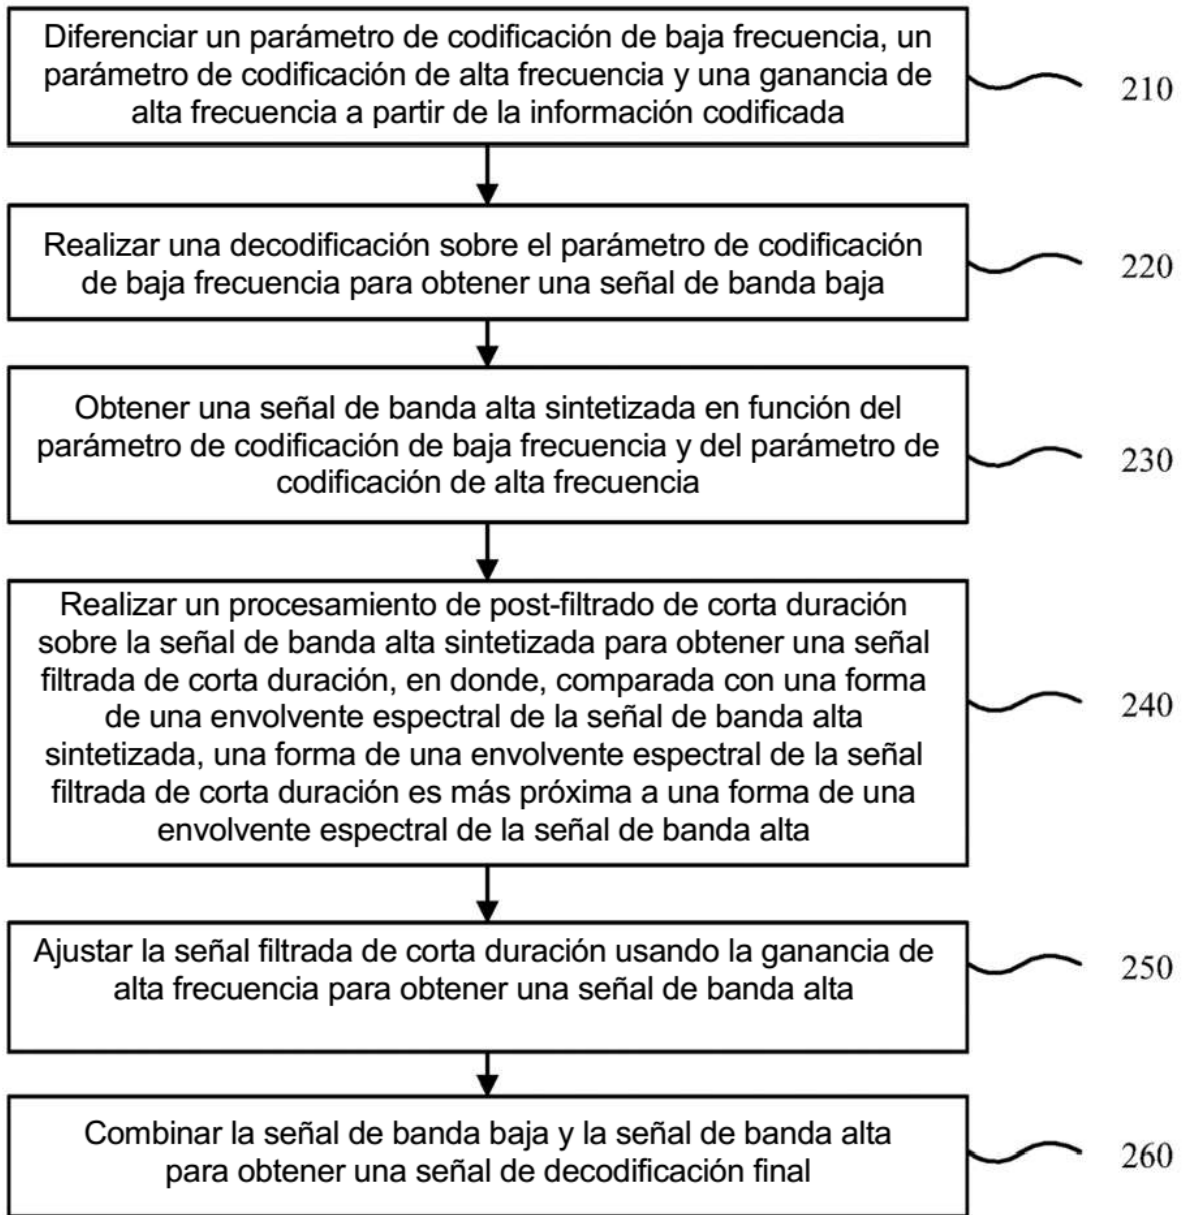 Diferenciar un parámetro de codificación de baja frecuencia, un
parámetro de codificación de alta frecuencia y una ganancia de
alta frecuencia a partir de la información codificada
210
Realizar una decodificación sobre el parámetro de codificación
de baja frecuencia para obtener una señal de banda baja
220
Obtener una señal de banda alta sintetizada en función del
parámetro de codificación de baja frecuencia y del parámetro de
codificación de alta frecuencia
230
Realizar un procesamiento de post-filtrado de corta duración
sobre la señal de banda alta sintetizada para obtener una señal
filtrada de corta duración, en donde, comparada con una forma
de una envolvente espectral de la señal de banda alta
sintetizada, una forma de una envolvente espectral de la señal
filtrada de corta duración es más próxima a una forma de una
envolvente espectral de la señal de banda alta
240
Ajustar la señal filtrada de corta duración usando la ganancia de
alta frecuencia para obtener una señal de banda alta
250
Combinar la señal de banda baja y la señal de banda alta
para obtener una señal de decodificación final
260